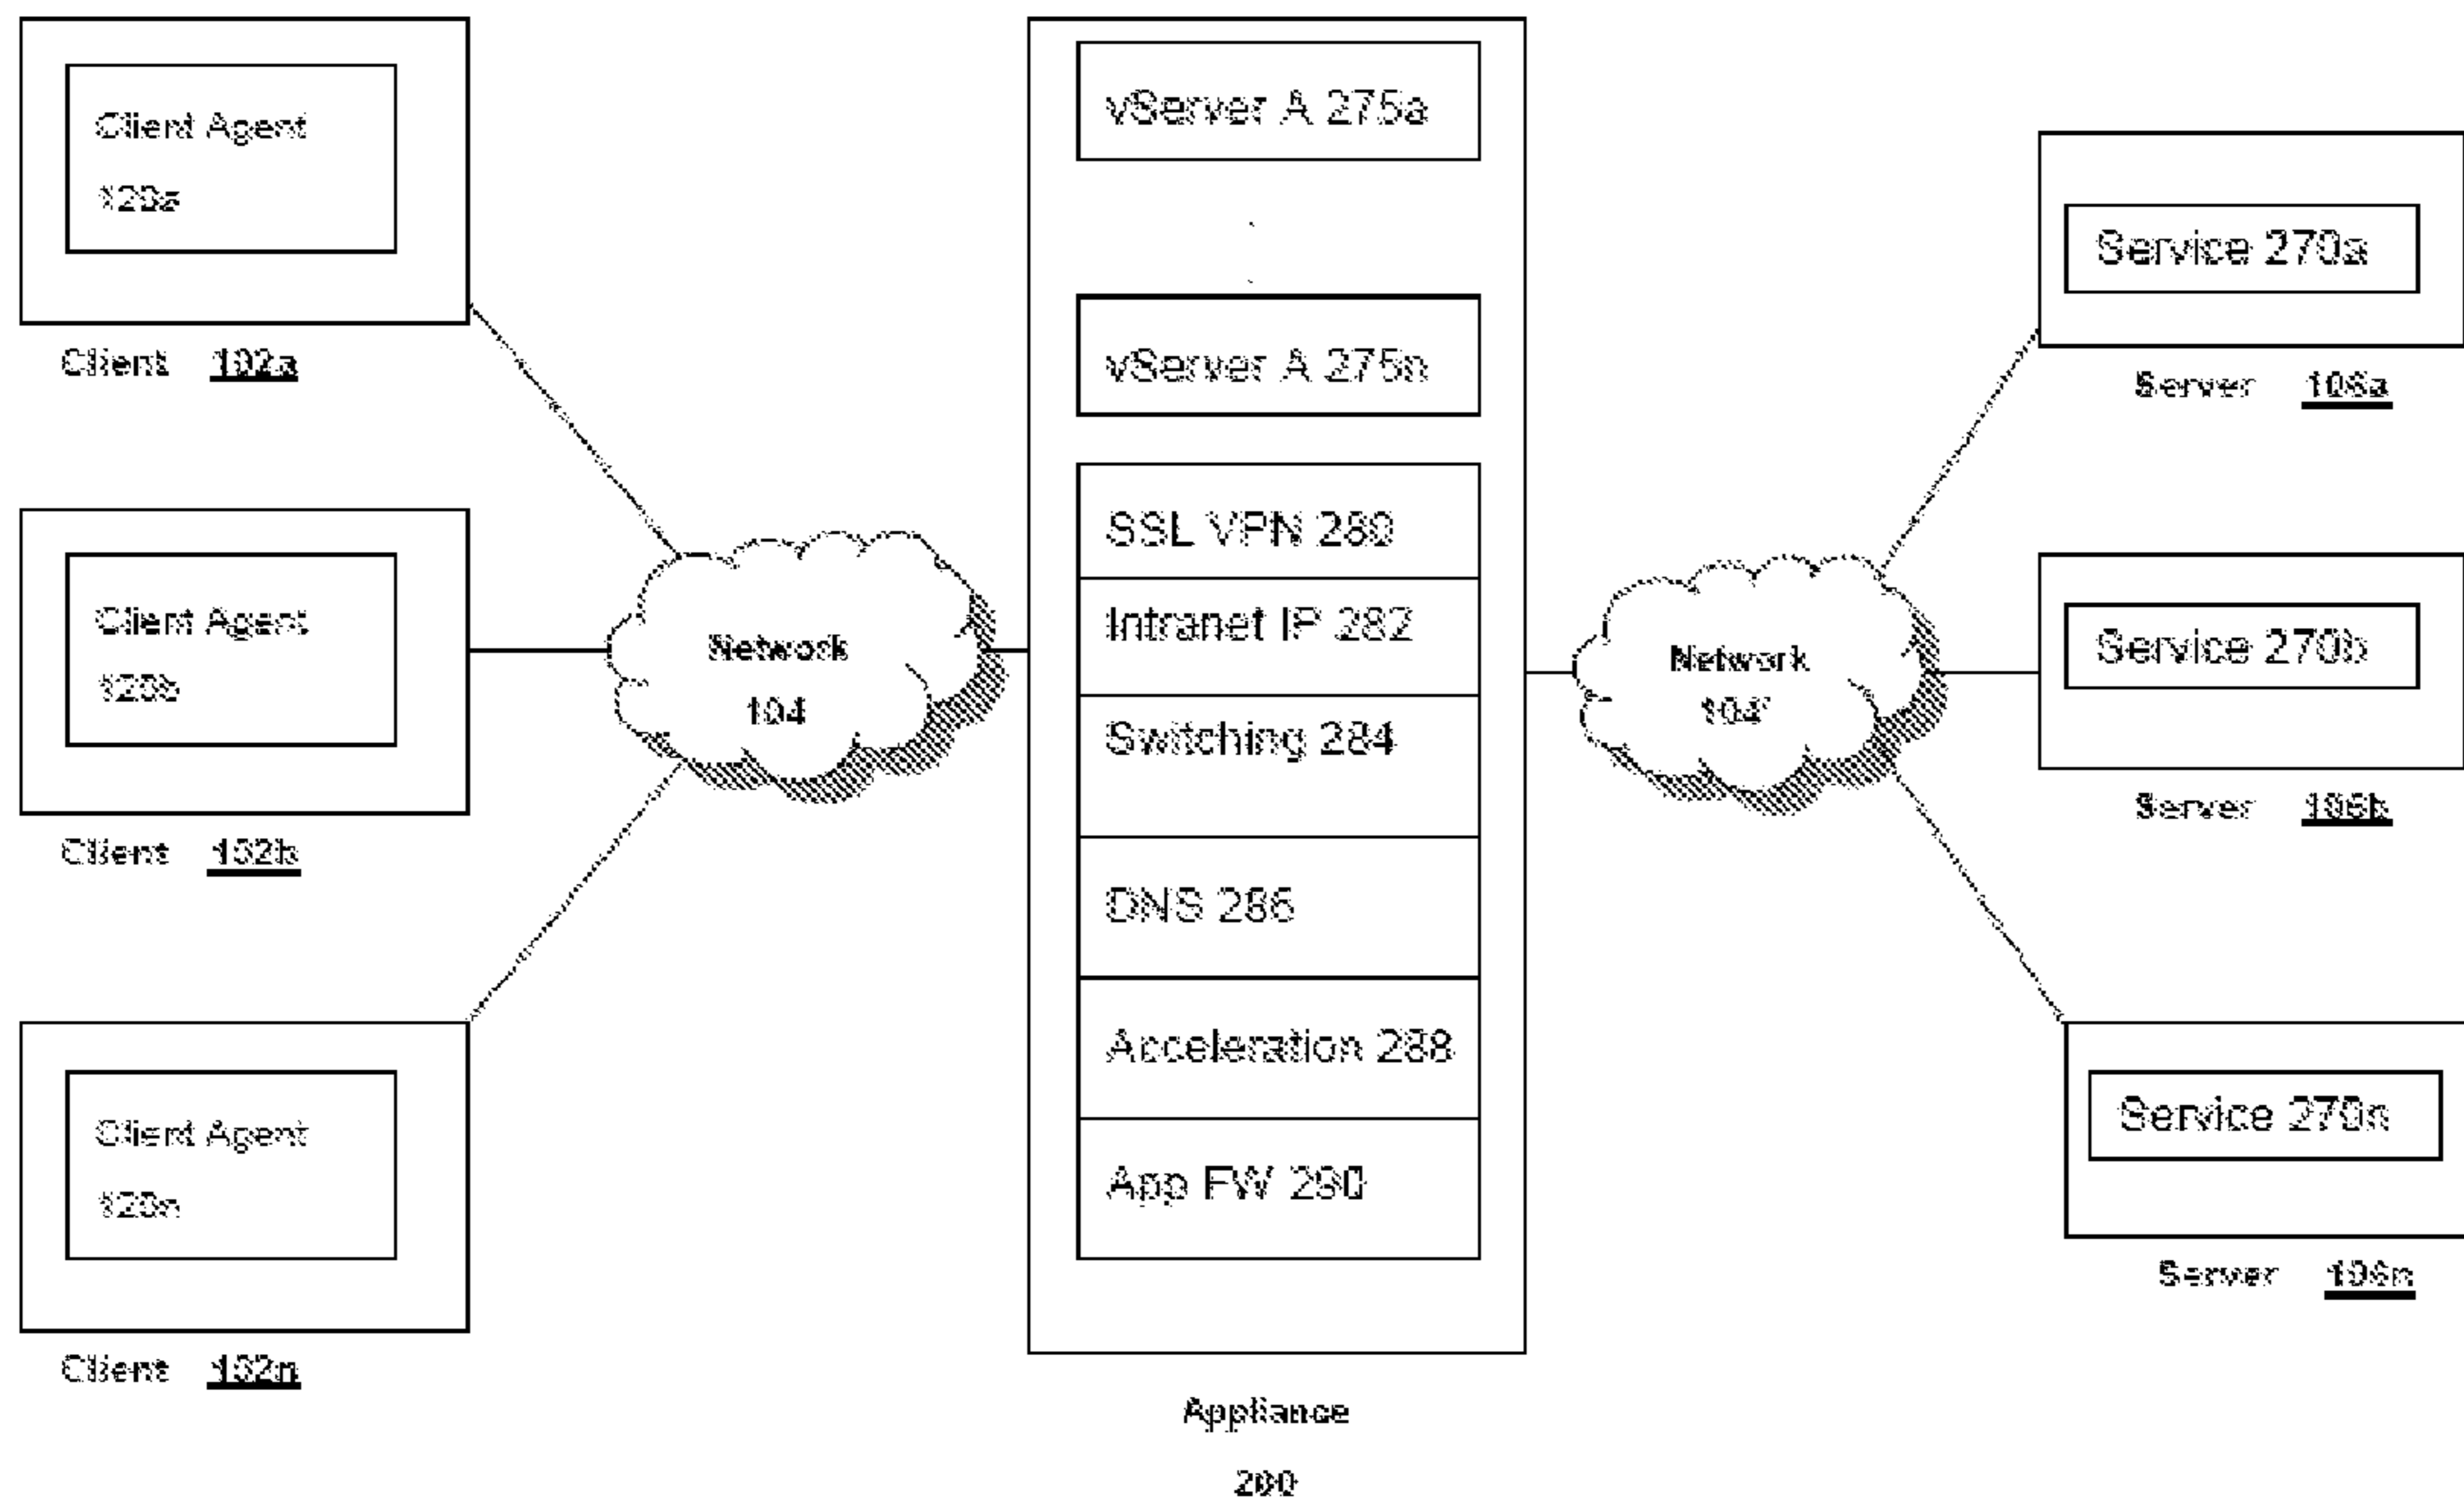 Client Agent
120a
Client 102a
Client Agent
120b
Client 102b
Client Agent
120n
Client 102n
Network
104
vServer A 275a
vServer A 275n
SSL VPN 280
Intranet IP 282
Switching 284
DNS 286
Acceleration 288
App FW 290
Appliance
200
Network
104'
Service 270a
Server 106a
Service 270b
Server 106b
Service 270n
Server 106n